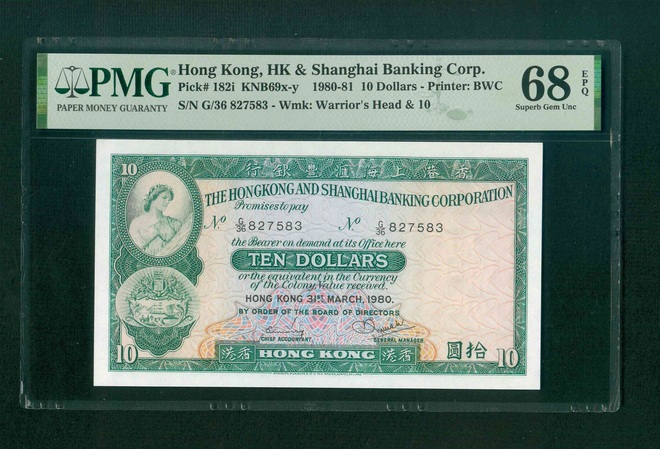 PMG
PAPER MONEY GUARANTY
Hong Kong, HK & Shanghai Banking Corp.
Pick# 182i KNB69x-y 1980-81 10 Dollars - Printer: BWC
S/N G/36 827583 - Wmk: Warrior's Head & 10
68 EPQ
Superb Gem Unc
10
行銀豐滙海上港香
THE HONGKONG AND SHANGHAI BANKING CORPORATION
Promises to pay
No G/36 827583 No G/36 827583
the Bearer on demand at its Office here
TEN DOLLARS
or the equivalent in the Currency
of the Colony, Value received.
HONG KONG 31ST MARCH, 1980.
BY ORDER OF THE BOARD OF DIRECTORS
CHIEF ACCOUNTANT GENERAL MANAGER
10 港香 HONG KONG 港香 圓拾 10